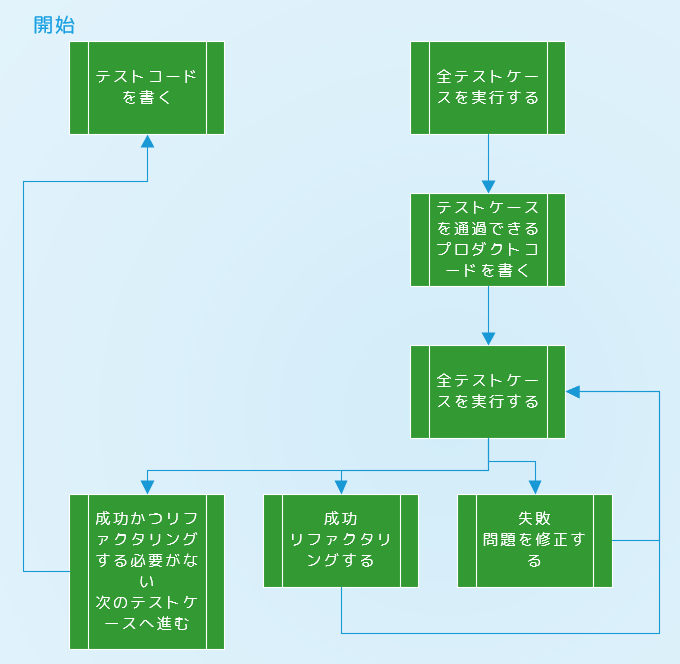 開始
テストコード
を書く
全テストケー
スを実行する
テストケース
を通過できる
プロダクトコ
ードを書く
全テストケー
スを実行する
成功かつリフ
ァクタリング
する必要がな
い
次のテストケ
ースへ進む
成功
リファクタリ
ングする
失敗
問題を修正す
る